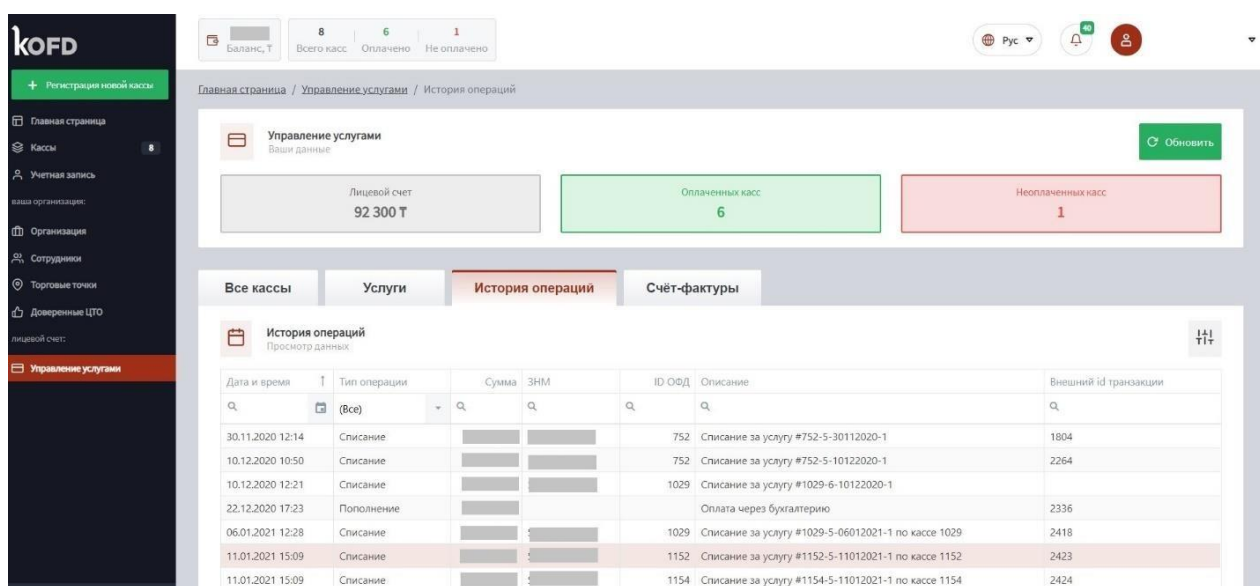 KOFD
Баланс, ₸
8 6 1
Всего касс Оплачено Не оплачено
Рус
40
+ Регистрация новой кассы
Главная страница
Кассы 8
Учетная запись
ваша организация:
Организация
Сотрудники
Торговые точки
Доверенные ЦТО
лицевой счет:
Управление услугами
Главная страница / Управление услугами / История операций
Управление услугами
Ваши данные
Обновить
Лицевой счет
92 300 ₸
Оплаченных касс
6
Неоплаченных касс
1
Все кассы Услуги История операций Счёт-фактуры
История операций
Просмотр данных
Дата и время Тип операции Сумма ЗНМ ID ОФД Описание Внешний id транзакции
(Все)
30.11.2020 12:14 Списание 752 Списание за услугу #752-5-30112020-1 1804
10.12.2020 10:50 Списание 752 Списание за услугу #752-5-10122020-1 2264
10.12.2020 12:21 Списание 1029 Списание за услугу #1029-6-10122020-1
22.12.2020 17:23 Пополнение Оплата через бухгалтерию 2336
06.01.2021 12:28 Списание 1029 Списание за услугу #1029-5-06012021-1 по кассе 1029 2418
11.01.2021 15:09 Списание 1152 Списание за услугу #1152-5-11012021-1 по кассе 1152 2423
11.01.2021 15:09 Списание 1154 Списание за услугу #1154-5-11012021-1 по кассе 1154 2424